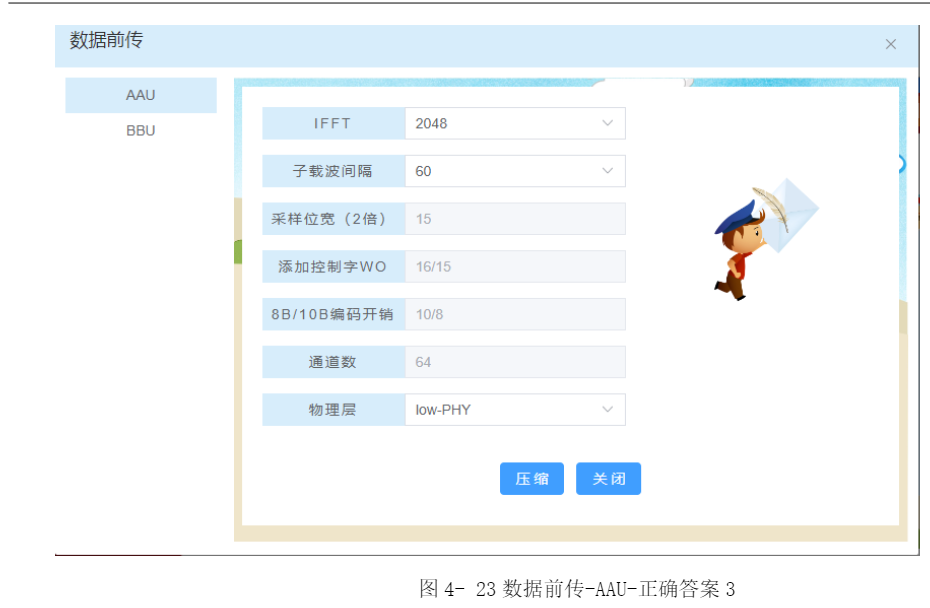 数据前传
AAU
BBU
IFFT 2048
子载波间隔 60
采样位宽（2倍） 15
添加控制字WO 16/15
8B/10B编码开销 10/8
通道数 64
物理层 low-PHY
压缩 关闭
图 4- 23 数据前传-AAU-正确答案 3